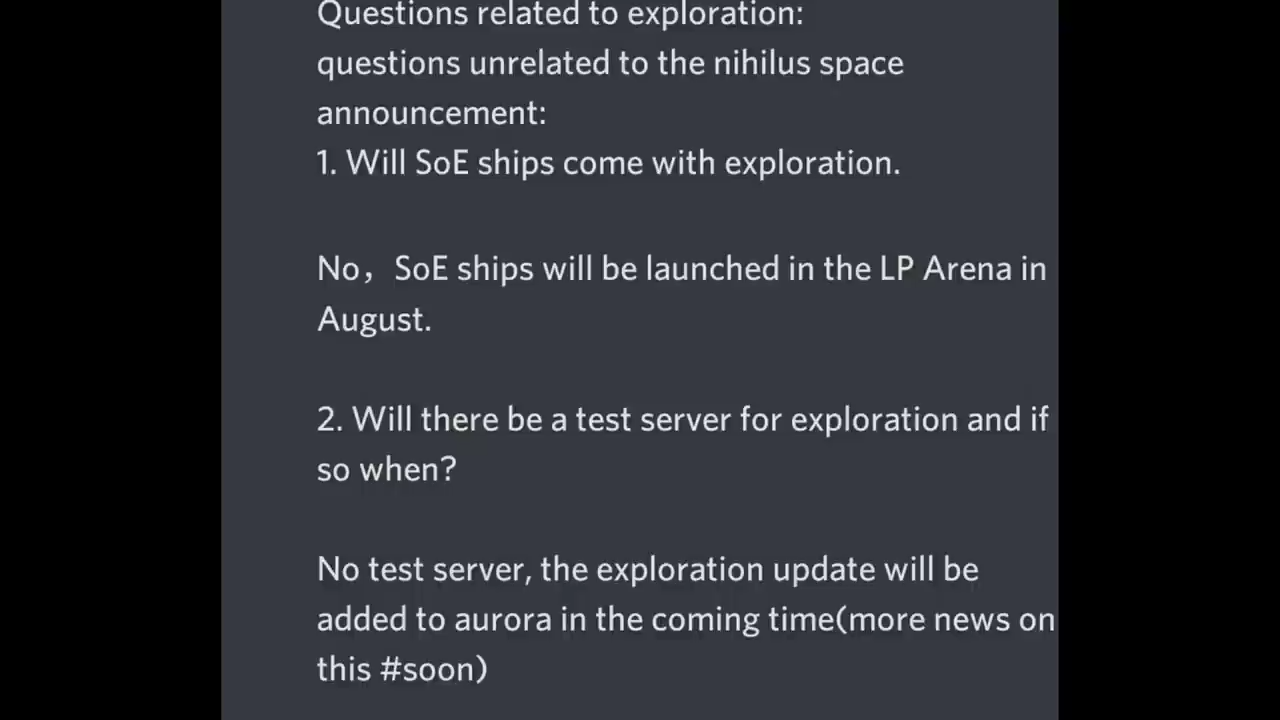 Questions related to exploration:
questions unrelated to the nihilus space
announcement:
1. Will SoE ships come with exploration.
No，SoE ships will be launched in the LP Arena in
August.
2. Will there be a test server for exploration and if
so when?
No test server, the exploration update will be
added to aurora in the coming time(more news on
this #soon)